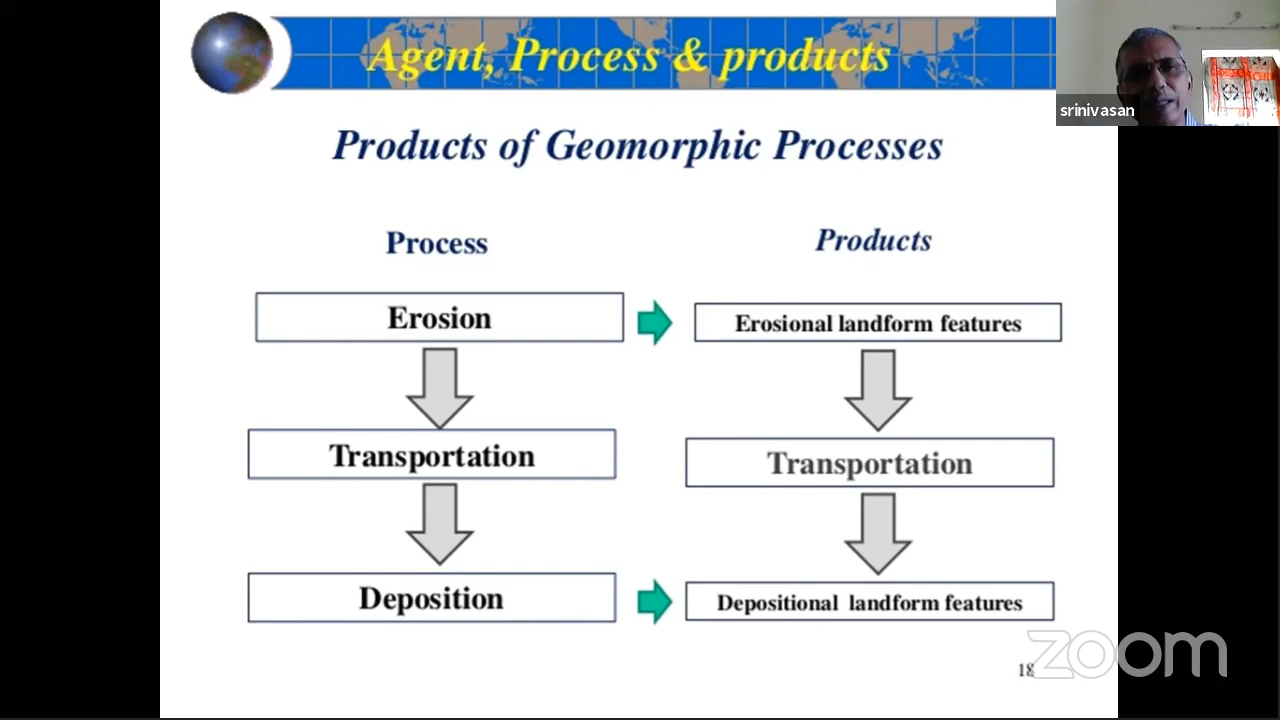 Agent, Process & products
srinivasan
Products of Geomorphic Processes
Process
Products
Erosion
Erosional landform features
Transportation
Transportation
Deposition
Depositional landform features
18
zoom